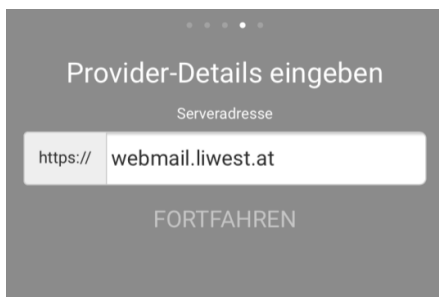 Provider-Details eingeben
Serveradresse
https:// webmail.liwest.at
FORTFAHREN